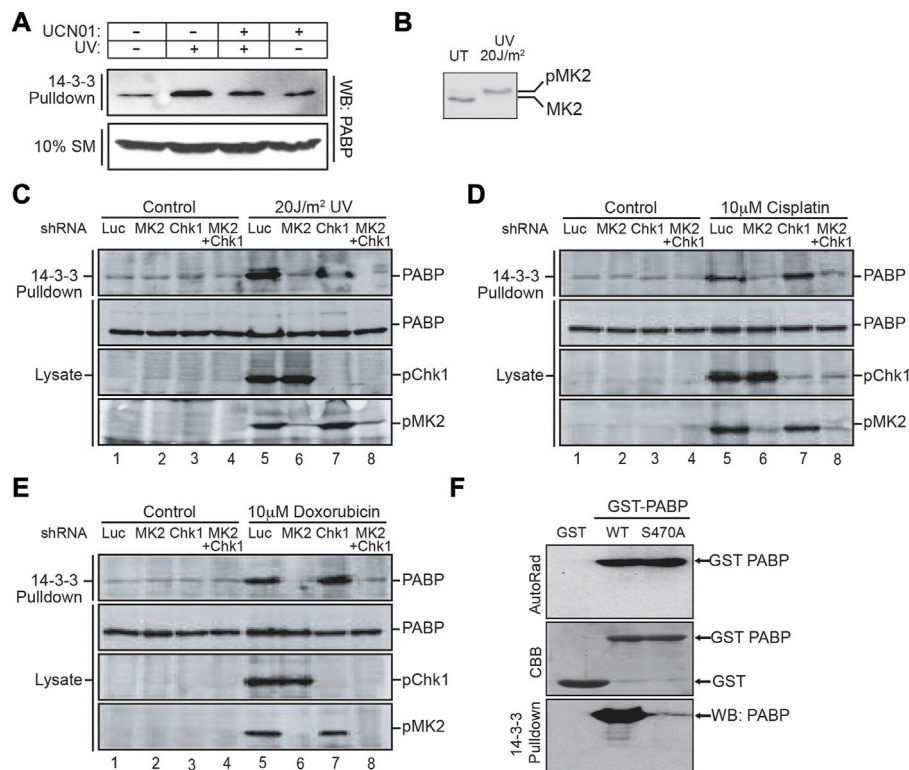 A
UCN01: – – + +
UV: – + + –
14-3-3
Pulldown
10% SM
WB: PABP
B
UT
UV
20J/m²
pMK2
MK2
C
Control
20J/m² UV
shRNA
Luc MK2 Chk1 MK2
+Chk1
Luc MK2 Chk1 MK2
+Chk1
14-3-3
Pulldown
PABP
PABP
Lysate
pChk1
pMK2
1 2 3 4 5 6 7 8
D
Control
10µM Cisplatin
shRNA
Luc MK2 Chk1 MK2
+Chk1
Luc MK2 Chk1 MK2
+Chk1
14-3-3
Pulldown
PABP
PABP
Lysate
pChk1
pMK2
1 2 3 4 5 6 7 8
E
Control
10µM Doxorubicin
shRNA
Luc MK2 Chk1 MK2
+Chk1
Luc MK2 Chk1 MK2
+Chk1
14-3-3
Pulldown
PABP
PABP
Lysate
pChk1
pMK2
1 2 3 4 5 6 7 8
F
GST-PABP
GST WT S470A
AutoRad
GST PABP
CBB
GST PABP
GST
14-3-3
Pulldown
WB: PABP